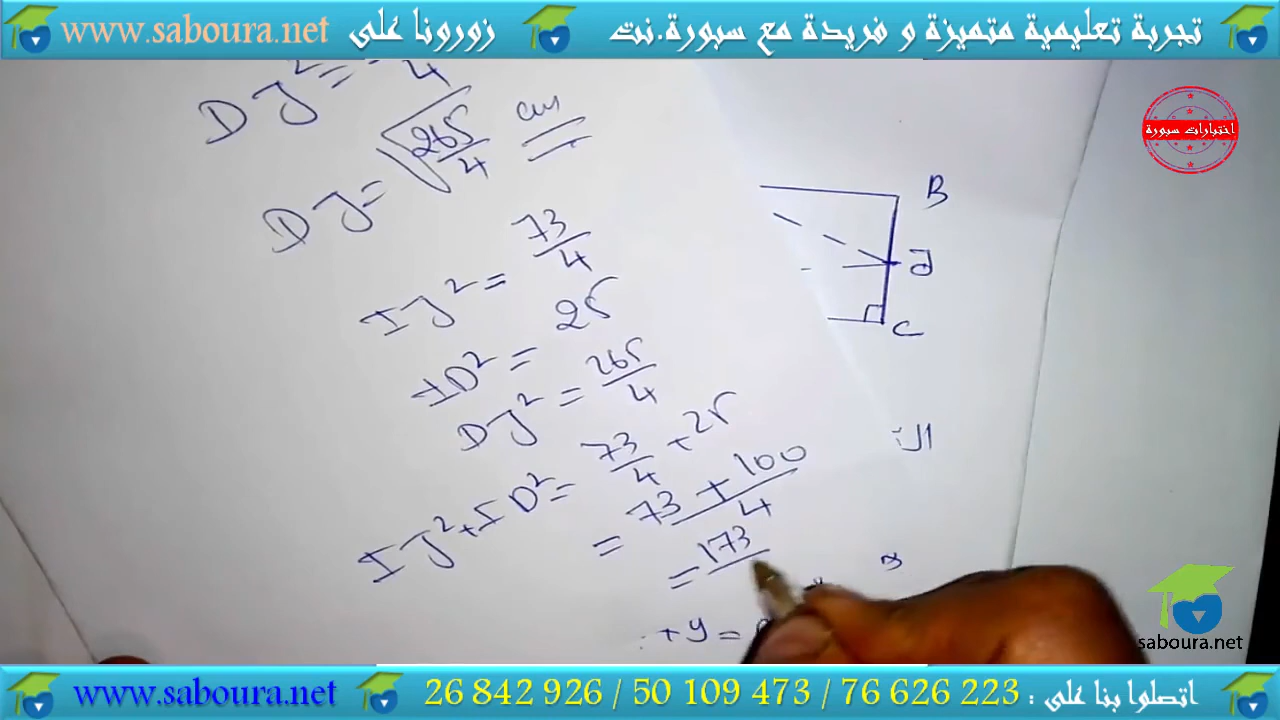 تجربة تعليمية متميزة و فريدة مع سبورة.نت زورونا على www.saboura.net
اختبارات سبورة
DJ² =
4
DJ = √265/4 cm
IJ² = 73/4
ID² = 25
DJ² = 265/4
IJ² + ID² = 73/4 + 25
= 73 + 100/4
= 173
+ y =
B
J
C
saboura.net
اتصلوا بنا على : 26 842 926 / 50 109 473 / 76 626 223 www.saboura.net